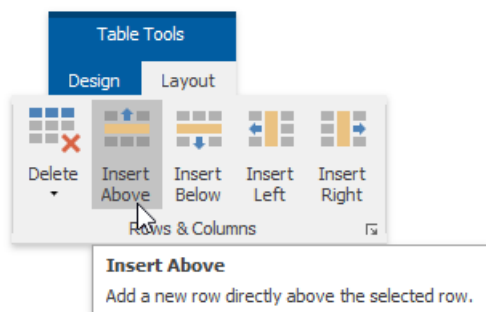 Table Tools
Design Layout
Delete Insert Above Insert Below Insert Left Insert Right
Rows & Columns
Insert Above
Add a new row directly above the selected row.